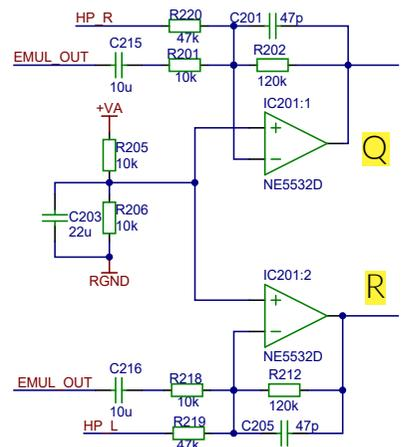 HP_R
R220
47k
C201
47p
EMUL_OUT
C215
10u
R201
10k
R202
120k
+VA
IC201:1
R205
10k
+
-
Q
NE5532D
C203
22u
R206
10k
RGND
IC201:2
+
-
R
NE5532D
C216
10u
EMUL_OUT
R218
10k
R212
120k
HP_L
R219
47k
C205
47p